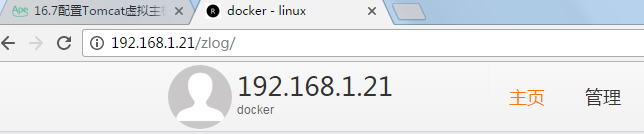 Ape 16.7配置Tomcat虚拟主
R docker - linux
192.168.1.21/zlog/
192.168.1.21
docker
主页 管理